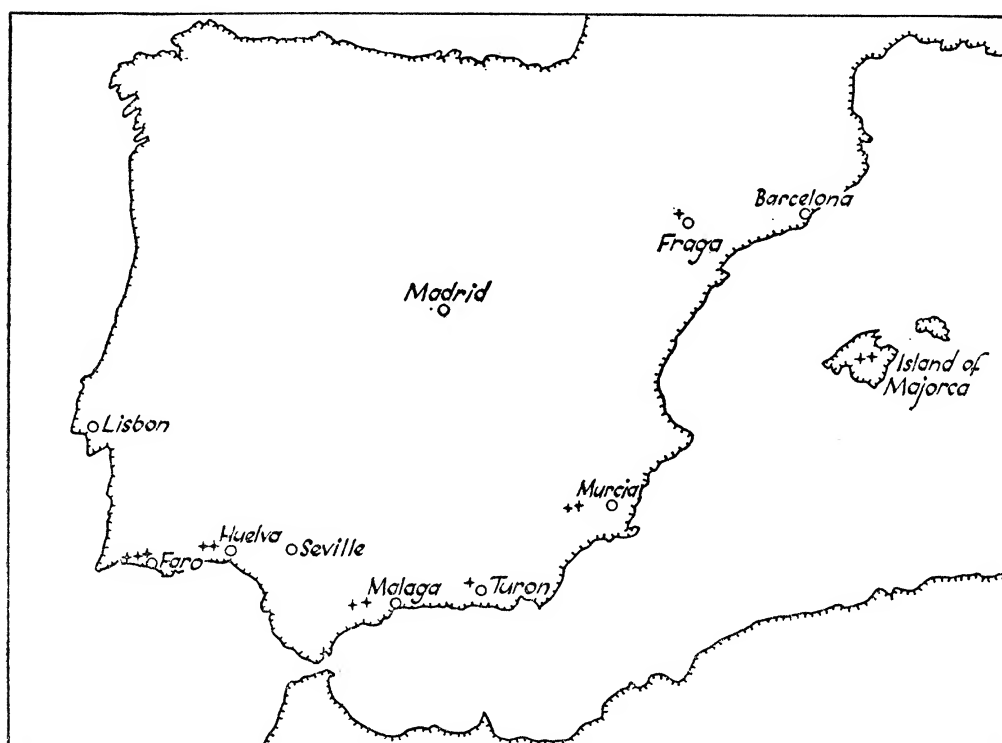 Barcelona
Fraga
Madrid
Island of
Majorca
Lisbon
Murcia
Huelva
Seville
Faro
Malaga
Turon